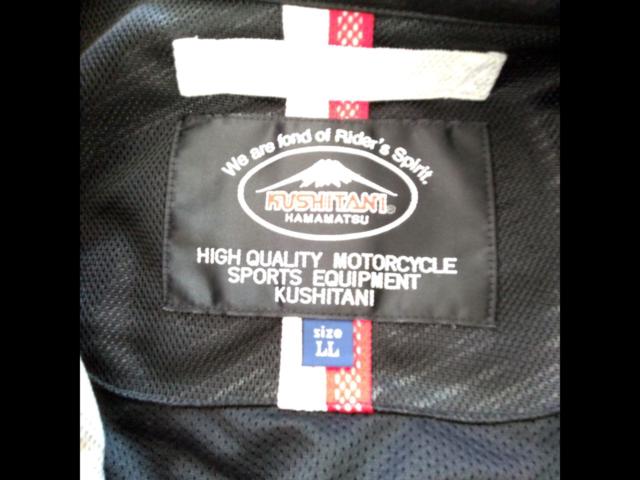 We are fond of Rider's Spirit.
KUSHITANI®
HAMAMATSU
HIGH QUALITY MOTORCYCLE
SPORTS EQUIPMENT
KUSHITANI
size
LL